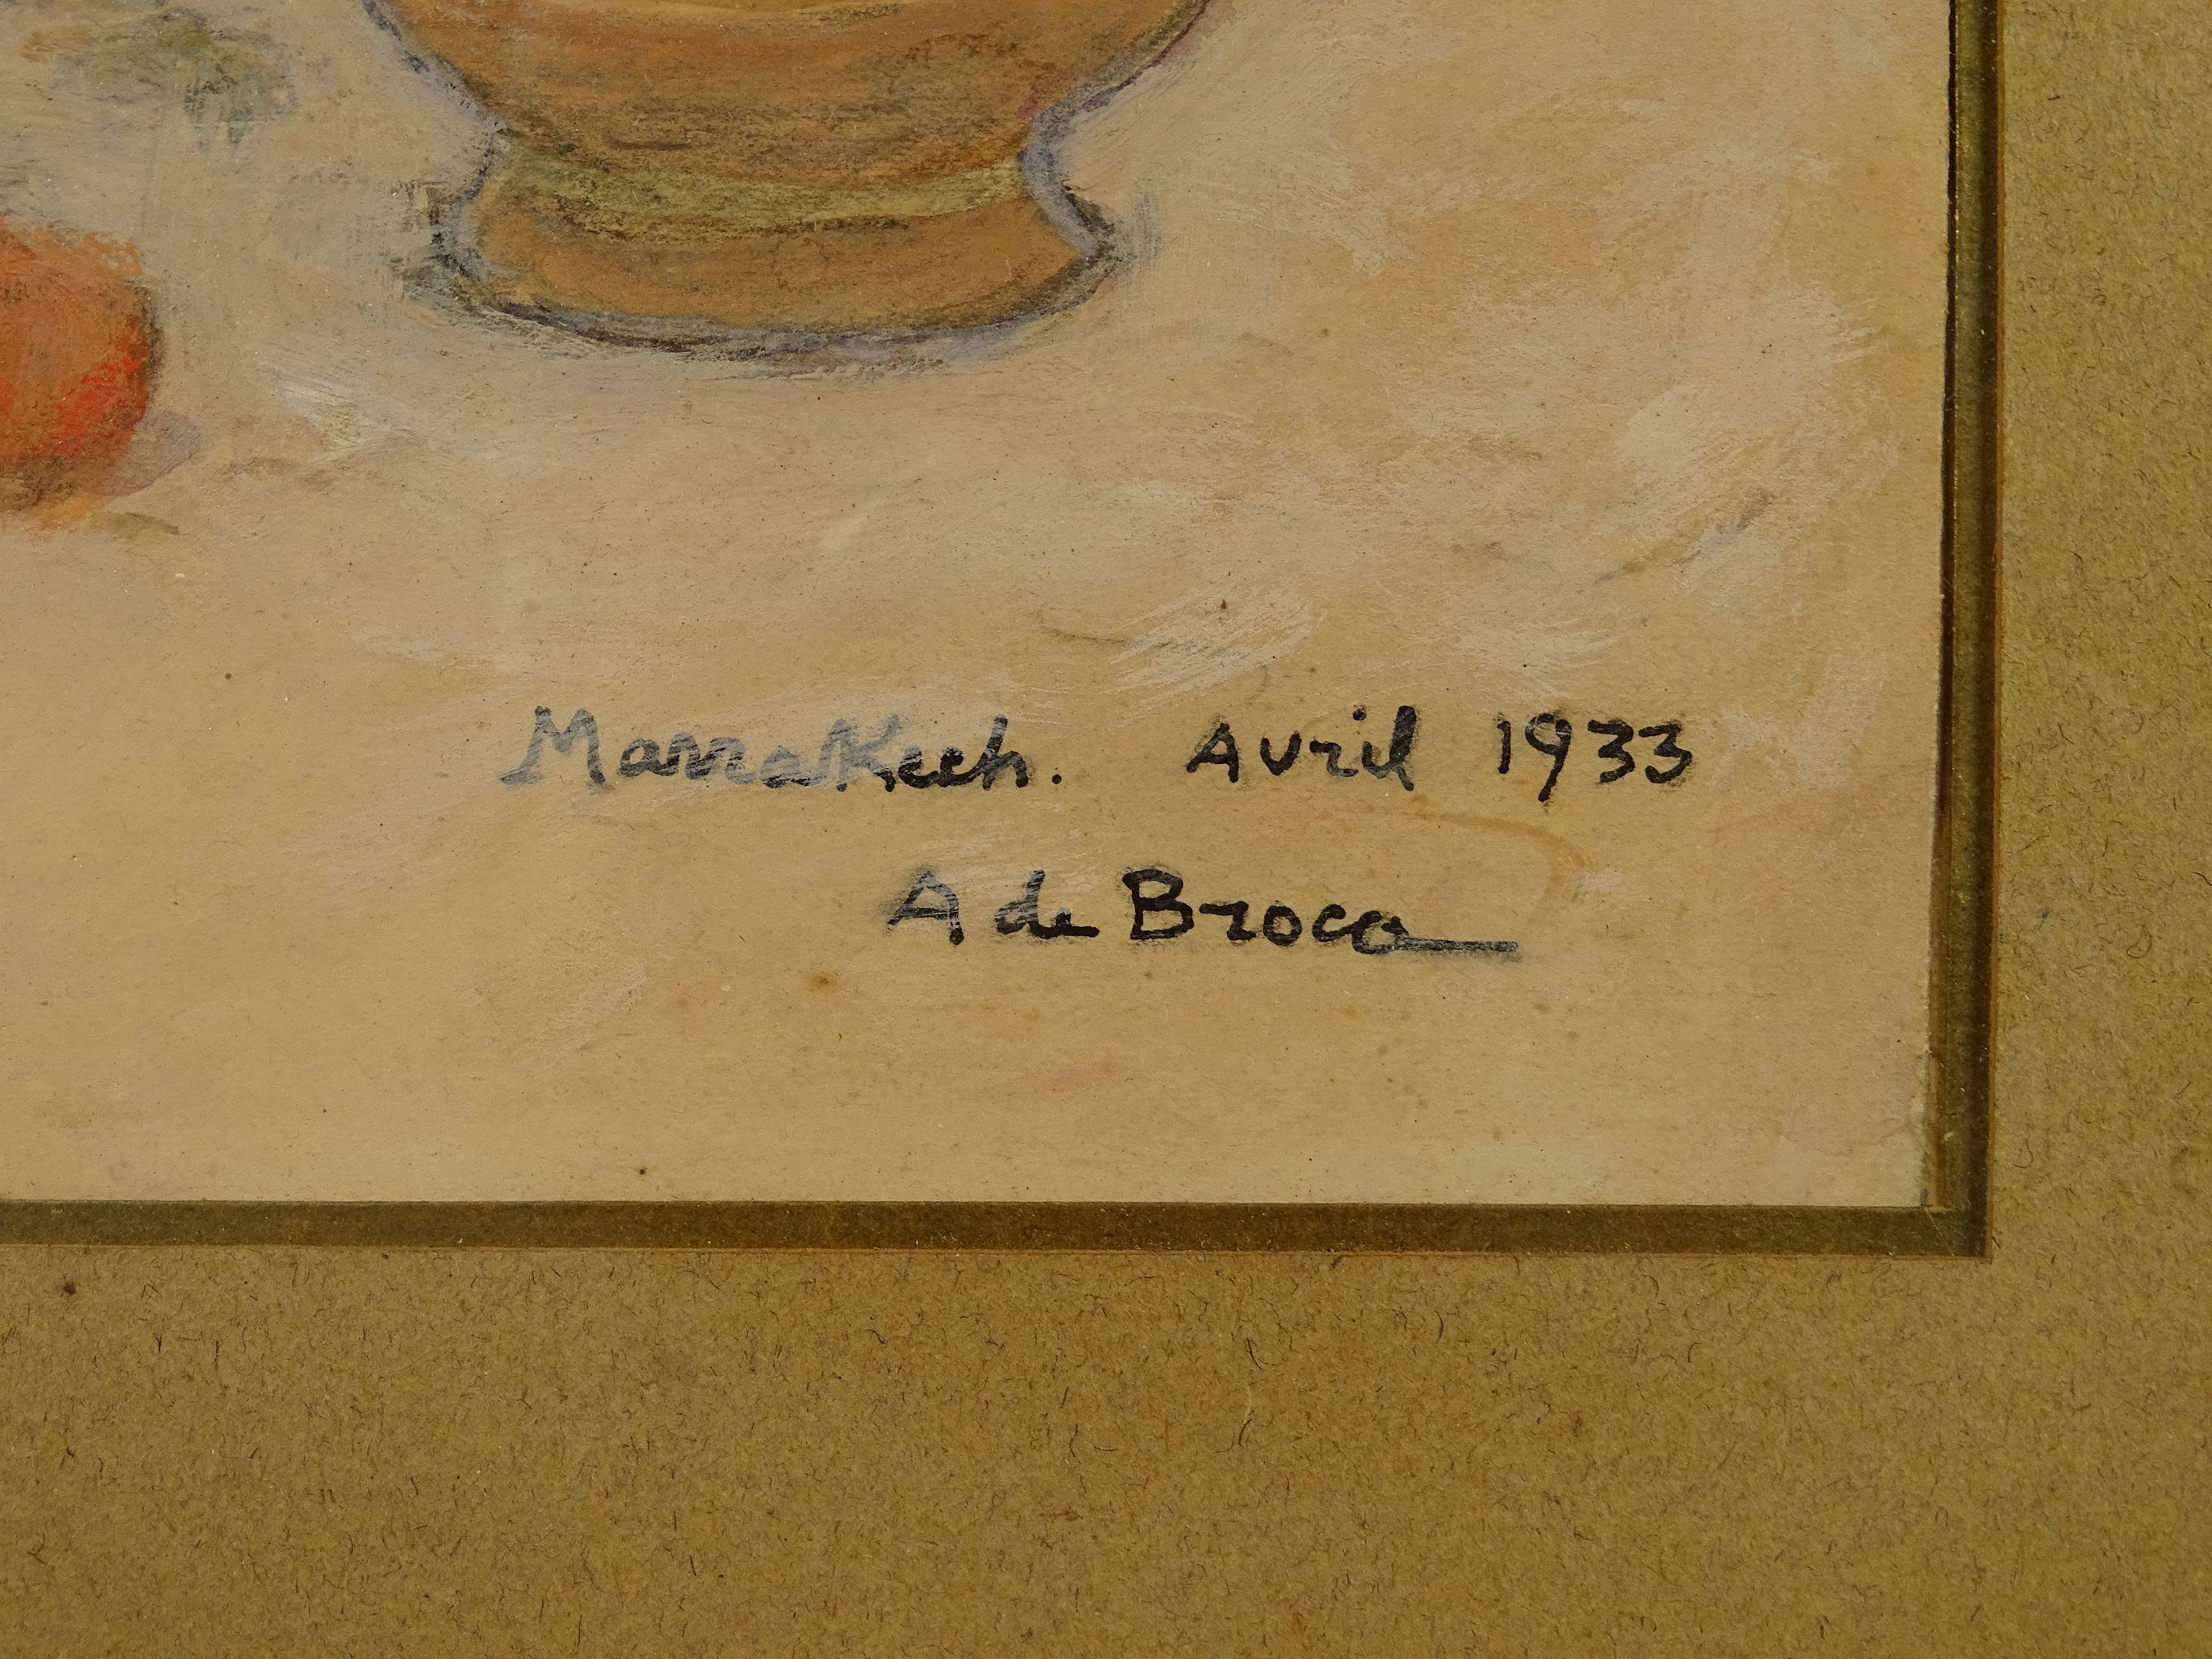 Marrakech. Avril 1933
A de Broca